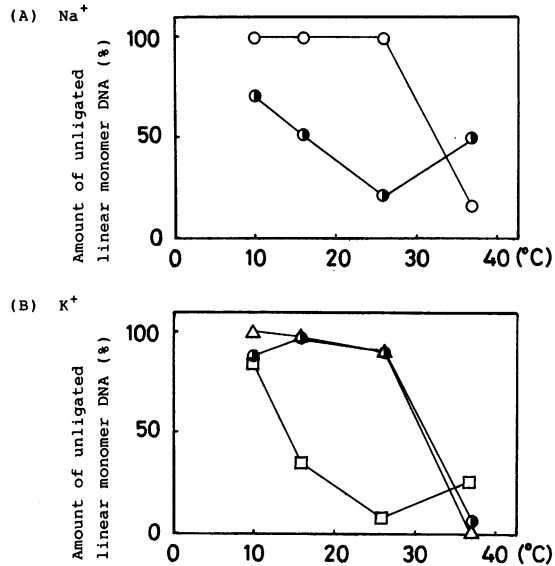 (A) Na+
Amount of unligated
linear monomer DNA (%)
100
50
0
0 10 20 30 40 (°C)
(B) K+
Amount of unligated
linear monomer DNA (%)
100
50
0
0 10 20 30 40 (°C)